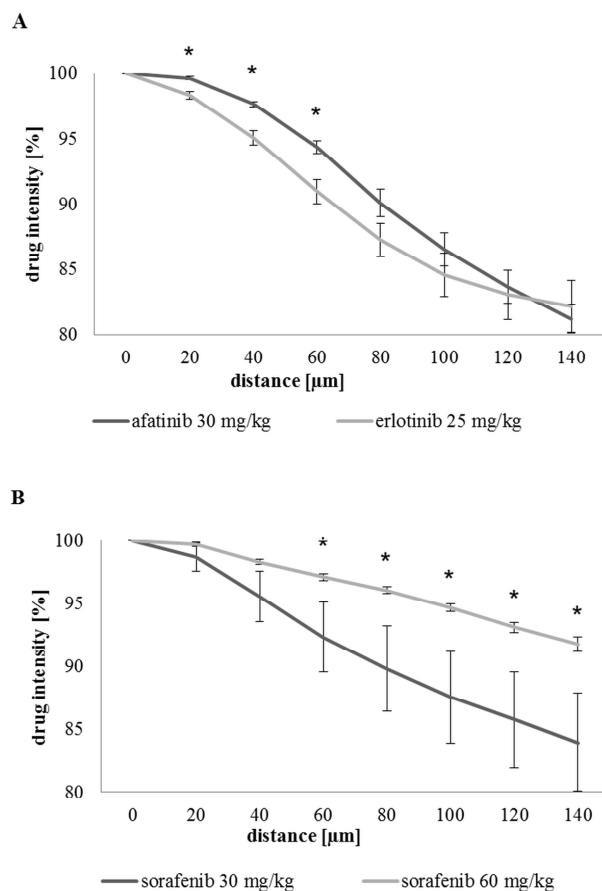 A
* * *
100
95
90
85
80
drug intensity [%]
0 20 40 60 80 100 120 140
distance [µm]
afatinib 30 mg/kg erlotinib 25 mg/kg
B
* * * * *
100
95
90
85
80
drug intensity [%]
0 20 40 60 80 100 120 140
distance [µm]
sorafenib 30 mg/kg sorafenib 60 mg/kg